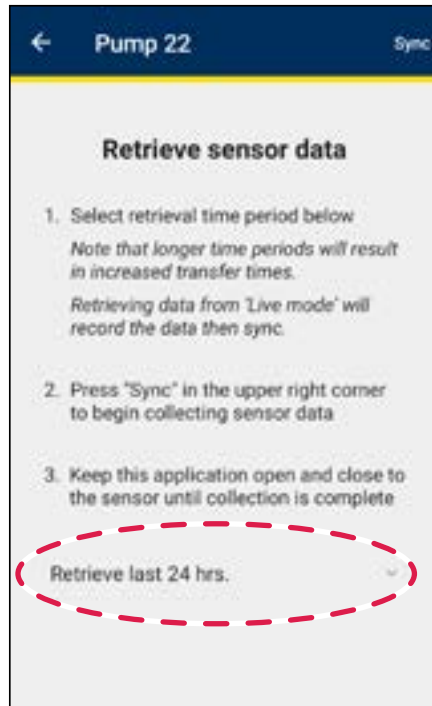 Pump 22
Sync
Retrieve sensor data
1. Select retrieval time period below
Note that longer time periods will result
in increased transfer times.
Retrieving data from 'Live mode' will
record the data then sync.
2. Press "Sync" in the upper right corner
to begin collecting sensor data
3. Keep this application open and close to
the sensor until collection is complete
Retrieve last 24 hrs.